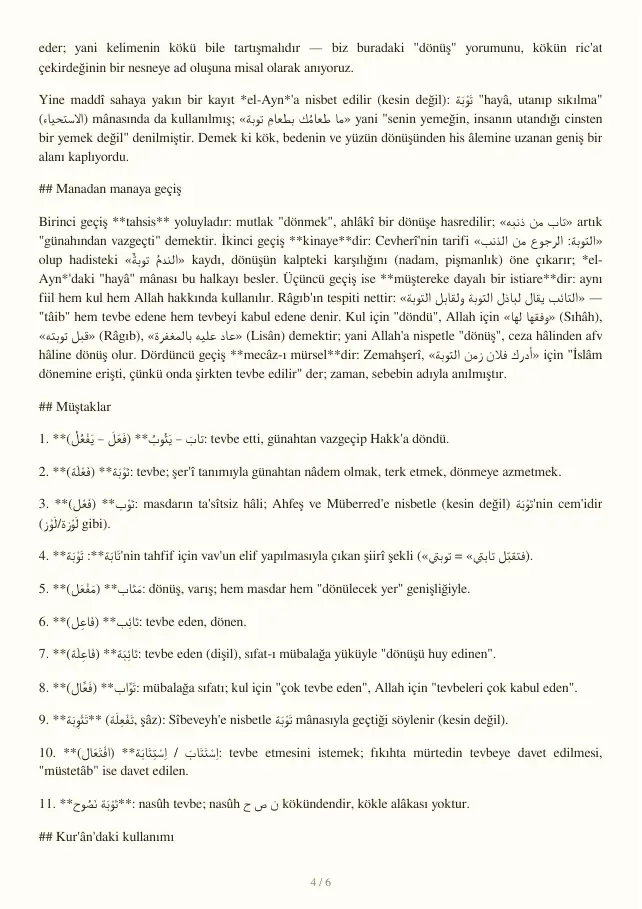 eder; yani kelimenin kökü bile tartışmalıdır — biz buradaki "dönüş" yorumunu, kökün ric'at
çekirdeğinin bir nesneye ad oluşuna misal olarak anıyoruz.
Yine maddî sahaya yakın bir kayıt *el-Ayn*'a nisbet edilir (kesin değil): تَوْبَة "hayâ, utanıp sıkılma"
(الاستحياء) mânasında da kullanılmış; «ما طعامُك بطعامِ توبة» yani "senin yemeğin, insanın utandığı cinsten
bir yemek değil" denilmiştir. Demek ki kök, bedenin ve yüzün dönüşünden his âlemine uzanan geniş bir
alanı kaplıyordu.
## Manadan manaya geçiş
Birinci geçiş **tahsis** yoluyladır: mutlak "dönmek", ahlâkî bir dönüşe hasredilir; «تاب من ذنبه» artık
"günahından vazgeçti" demektir. İkinci geçiş **kinaye**dir: Cevherî'nin tarifi «التوبة: الرجوع من الذنب»
olup hadisteki «الندمُ توبةٌ» kaydı, dönüşün kalpteki karşılığını (nadam, pişmanlık) öne çıkarır; *el-
Ayn*'daki "hayâ" mânası bu halkayı besler. Üçüncü geçiş ise **müştereke dayalı bir istiare**dir: aynı
fiil hem kul hem Allah hakkında kullanılır. Râgıb'ın tespiti nettir: «التائب يقال لباذل التوبة ولقابل التوبة» —
"tâib" hem tevbe edene hem tevbeyi kabul edene denir. Kul için "döndü", Allah için «وفقها لها» (Sıhâh),
«قبل توبته» (Râgıb), «عاد عليه بالمغفرة» (Lisân) demektir; yani Allah'a nispetle "dönüş", ceza hâlinden afv
hâline dönüş olur. Dördüncü geçiş **mecâz-ı mürsel**dir: Zemahşerî, «أدرك فلان زمن التوبة» için "İslâm
dönemine erişti, çünkü onda şirkten tevbe edilir" der; zaman, sebebin adıyla anılmıştır.
## Müştaklar
1. **تابَ – يَتُوبُ** (فَعَلَ – يَفْعُلُ): tevbe etti, günahtan vazgeçip Hakk'a döndü.
2. **تَوْبَة** (فَعْلَة): tevbe; şer'î tanımıyla günahtan nâdem olmak, terk etmek, dönmeye azmetmek.
3. **تَوْب** (فَعْل): masdarın ta'sîtsiz hâli; Ahfeş ve Müberred'e nisbetle (kesin değil) تَوْبَة'nin cem'idir
(لَوْزة/لَوْز gibi).
4. **تَابَة**: تَوْبَة'nin tahfif için vav'un elif yapılmasıyla çıkan şiirî şekli («فتقبّل تابتي» = «توبتي»).
5. **مَتَاب** (مَفْعَل): dönüş, varış; hem masdar hem "dönülecek yer" genişliğiyle.
6. **تَائِب** (فَاعِل): tevbe eden, dönen.
7. **تَائِبَة** (فَاعِلَة): tevbe eden (dişil), sıfat-ı mübalağa yüküyle "dönüşü huy edinen".
8. **تَوَّاب** (فَعَّال): mübalağa sıfatı; kul için "çok tevbe eden", Allah için "tevbeleri çok kabul eden".
9. **تَتْوِبَة** (تَفْعِلَة, şâz): Sîbeveyh'e nisbetle تَوْبَة mânasıyla geçtiği söylenir (kesin değil).
10. **اِسْتَتَابَ / اِسْتِتَابَة** (افْتَعَال): tevbe etmesini istemek; fıkıhta mürtedin tevbeye davet edilmesi,
"müstetâb" ise davet edilen.
11. **تَوْبَة نَصُوح**: nasûh tevbe; nasûh ن ص ح kökündendir, kökle alâkası yoktur.
## Kur'ân'daki kullanımı
4 / 6